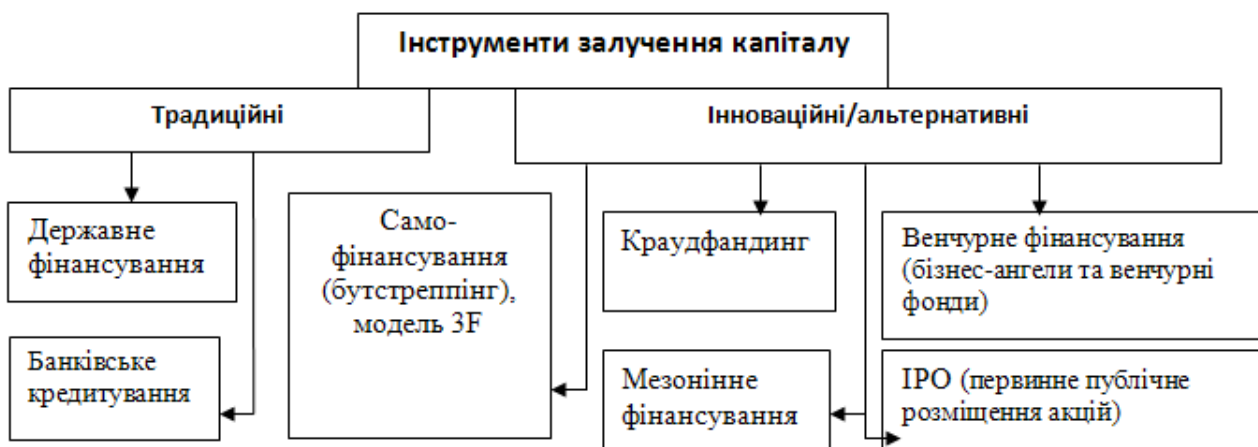 Інструменти залучення капіталу
Традиційні
Інноваційні/альтернативні
Державне
фінансування
Банківське
кредитування
Само-
фінансування
(бутстреппінг),
модель 3F
Краудфандинг
Мезонінне
фінансування
Венчурне фінансування
(бізнес-ангели та венчурні
фонди)
ІРО (первинне публічне
розміщення акцій)